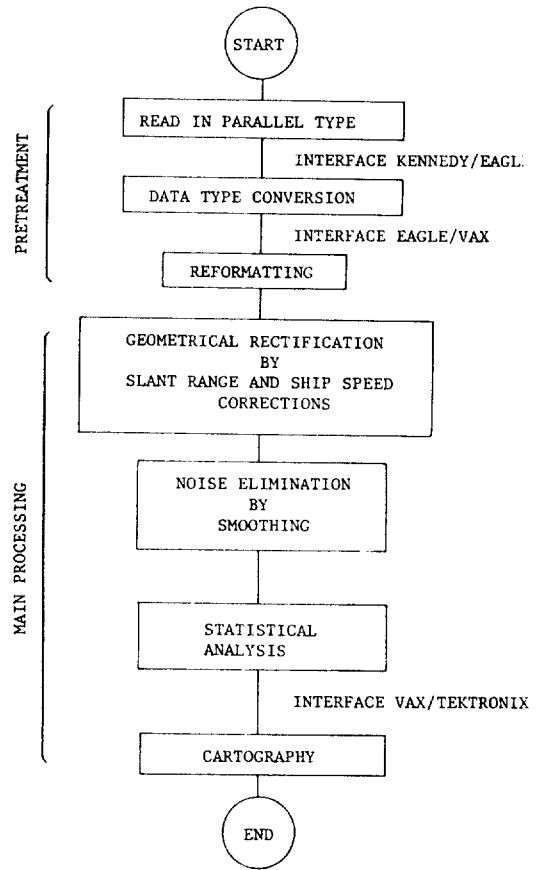 START
PRETREATMENT
READ IN PARALLEL TYPE
INTERFACE KENNEDY/EAGL
DATA TYPE CONVERSION
INTERFACE EAGLE/VAX
REFORMATTING
MAIN PROCESSING
GEOMETRICAL RECTIFICATION
BY
SLANT RANGE AND SHIP SPEED
CORRECTIONS
NOISE ELIMINATION
BY
SMOOTHING
STATISTICAL
ANALYSIS
INTERFACE VAX/TEKTRONIX
CARTOGRAPHY
END